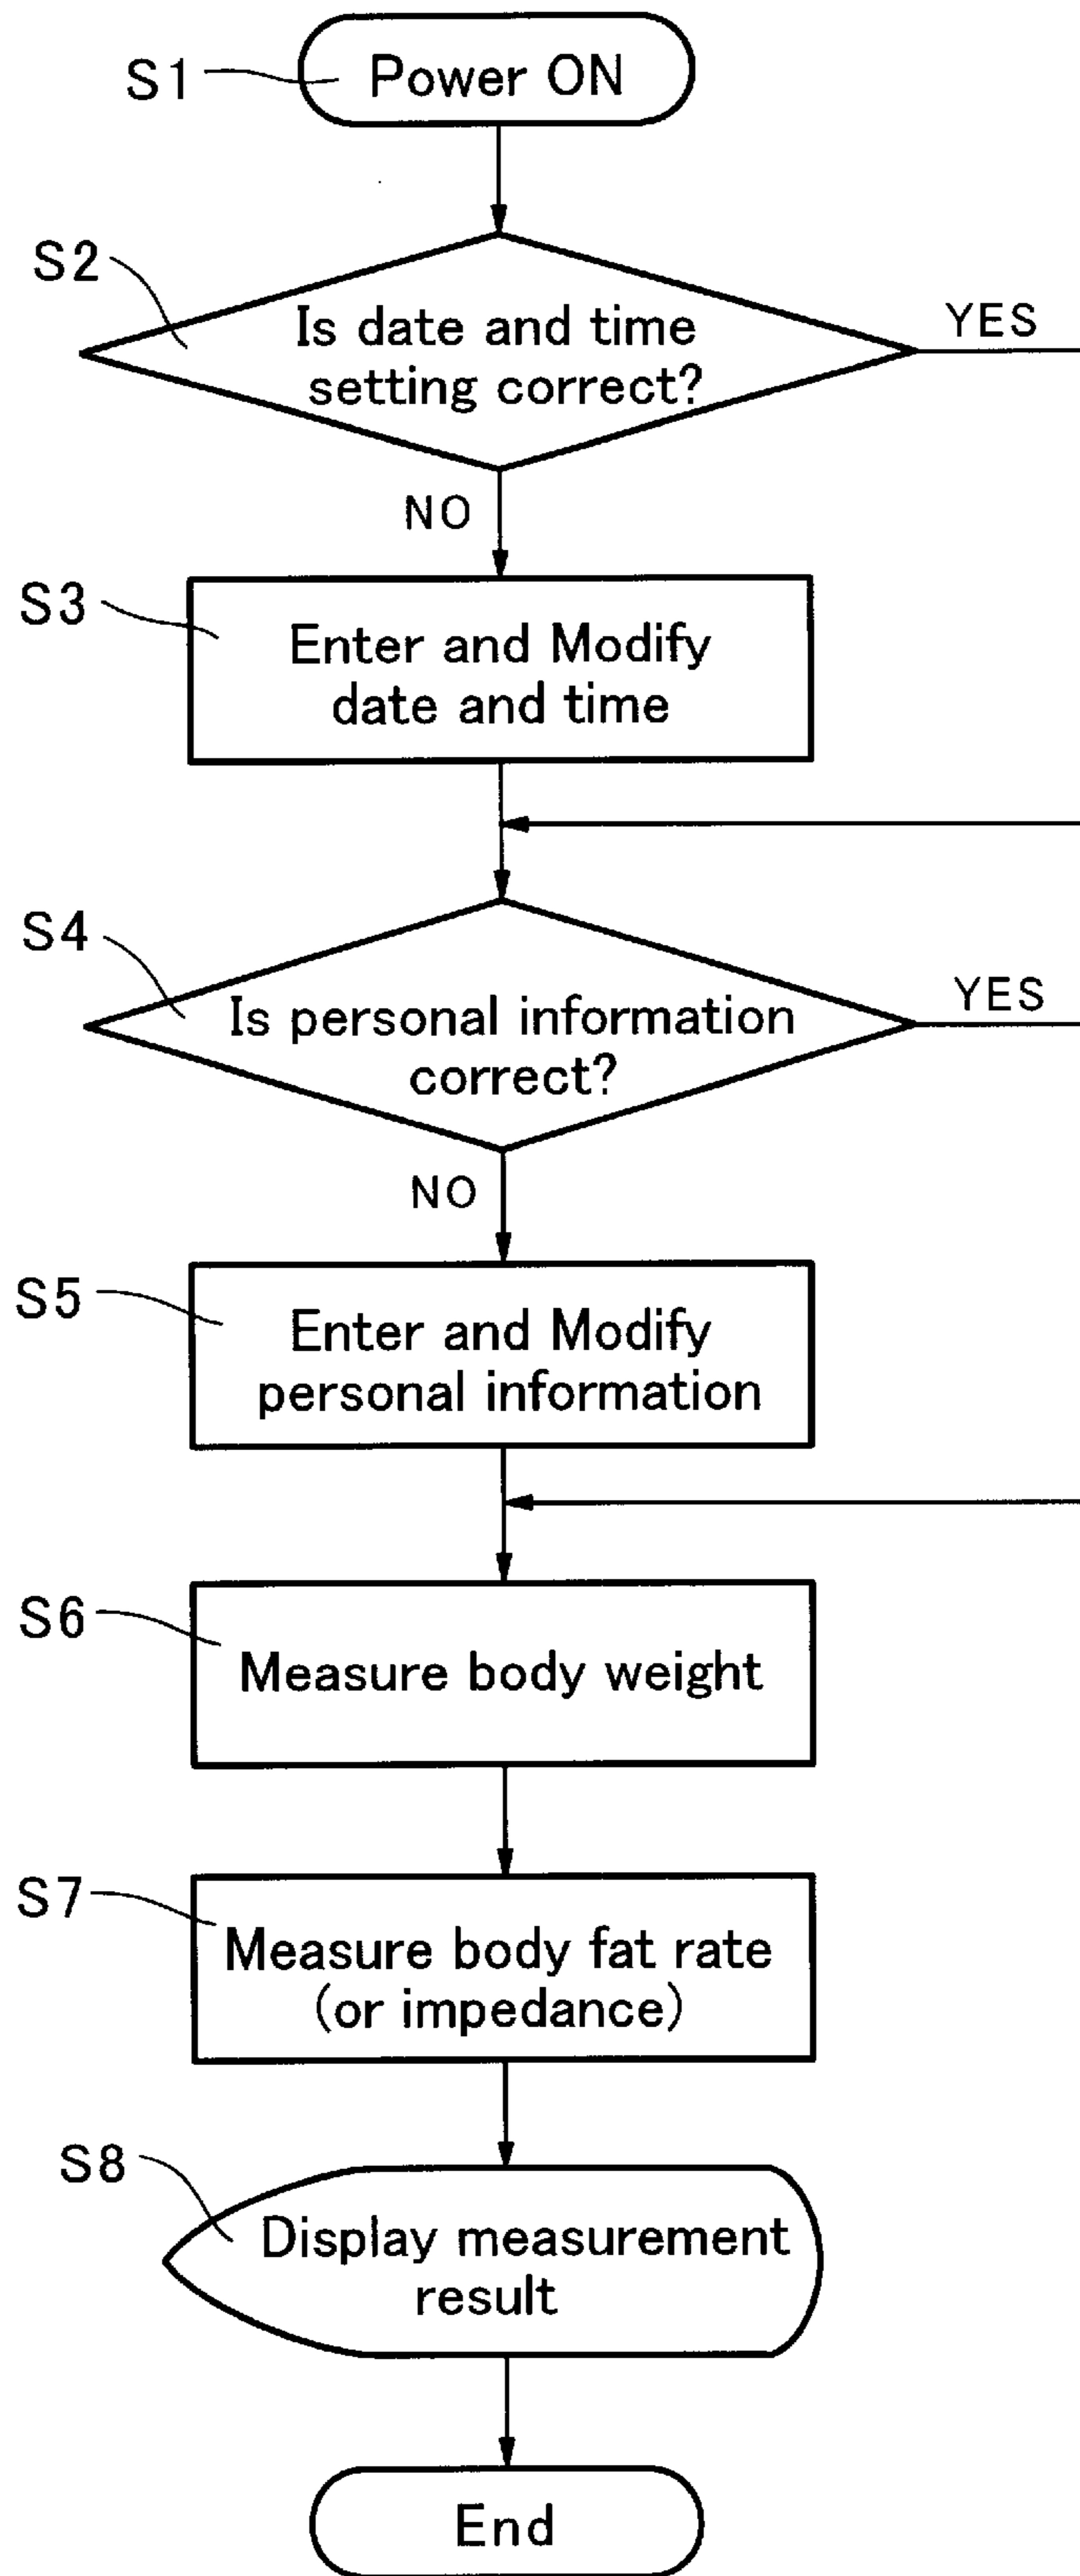 S1
Power ON
S2
Is date and time
setting correct?
YES
NO
S3
Enter and Modify
date and time
S4
Is personal information
correct?
YES
NO
S5
Enter and Modify
personal information
S6
Measure body weight
S7
Measure body fat rate
(or impedance)
S8
Display measurement
result
End